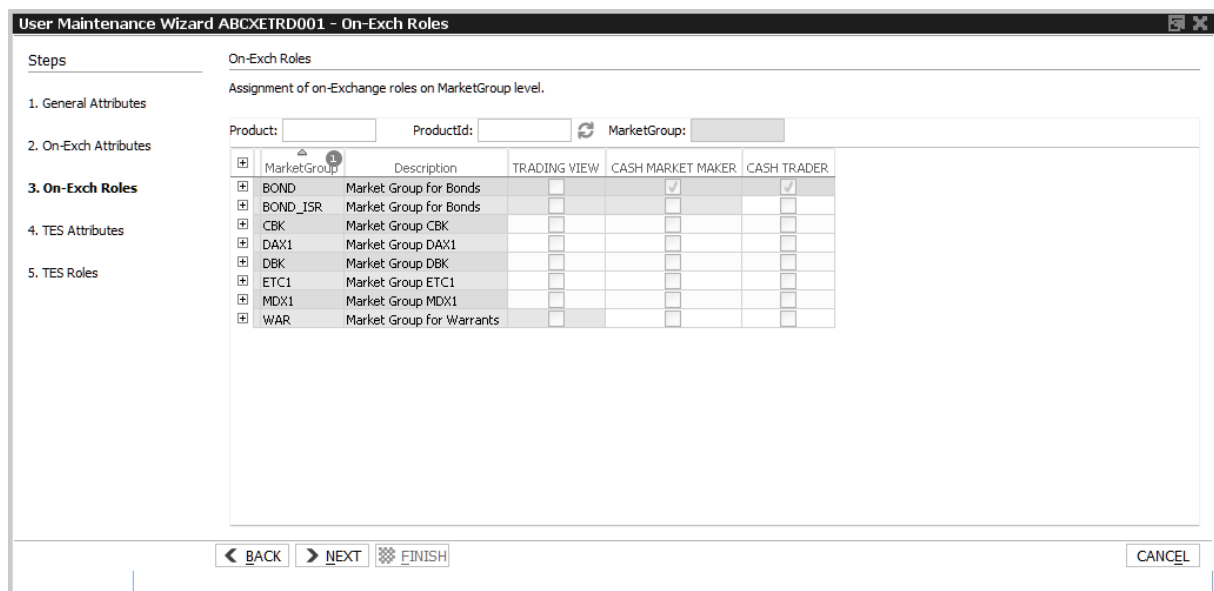 User Maintenance Wizard ABCXETRD001 - On-Exch Roles
Steps
1. General Attributes
2. On-Exch Attributes
3. On-Exch Roles
4. TES Attributes
5. TES Roles
On-Exch Roles
Assignment of on-Exchange roles on MarketGroup level.
Product: ProductId: MarketGroup:
MarketGroup 1 Description TRADING VIEW CASH MARKET MAKER CASH TRADER
BOND Market Group for Bonds
BOND_ISR Market Group for Bonds
CBK Market Group CBK
DAX1 Market Group DAX1
DBK Market Group DBK
ETC1 Market Group ETC1
MDX1 Market Group MDX1
WAR Market Group for Warrants
BACK NEXT FINISH CANCEL